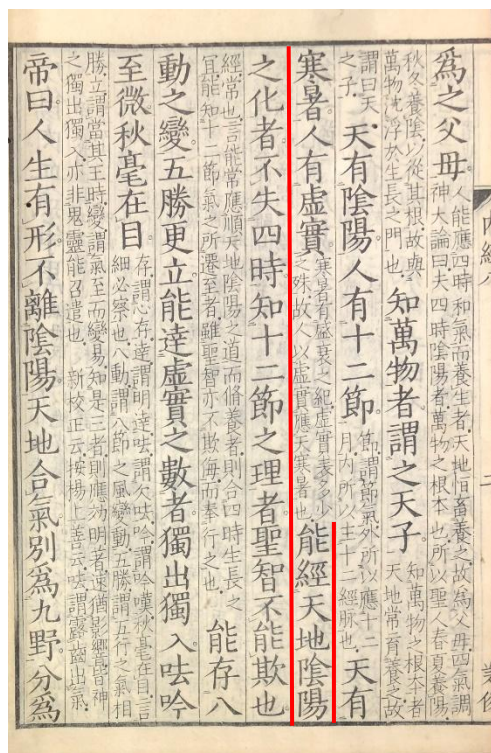 為之父母人能應四時和氣而養生者天地恒畜養之故為父母四氣調
神大論曰夫四時陰陽者萬物之根本也所以聖人春夏養陽
秋冬養陰以從其根故與
萬物沈浮於生長之門也知萬物者謂之天子知萬物之根本者
天地常育養之故
謂曰天
之子天有陰陽人有十二節節謂節氣外所以應十二
月内所以主十二經脉也天有
寒暑人有虚實寒暑有盛衰之紀虚實表多少
之殊故人以虚實應天寒暑也能經天地陰陽
之化者不失四時知十二節之理者聖智不能欺也
經常也言能常應順天地陰陽之道而脩養者則合四時生長之
宜能知十二節氣之所遷至者雖聖智亦不欺侮而奉行之也能存八
動之變五勝更立能達虚實之數者獨出獨入呿吟
至微秋毫在目存謂心存達謂明達呿謂欠呿吟謂吟嘆秋毫在目言
細必察也八動謂八節之風變動五勝謂五行之氣相
勝立謂當其王時變謂氣至而變易知是三者則應効明著速猶影響皆神
之獨出獨入亦非鬼靈能召遣也 新校正云按楊上善云呿謂露齒出氣
帝曰人生有形不離陰陽天地合氣别為九野分為